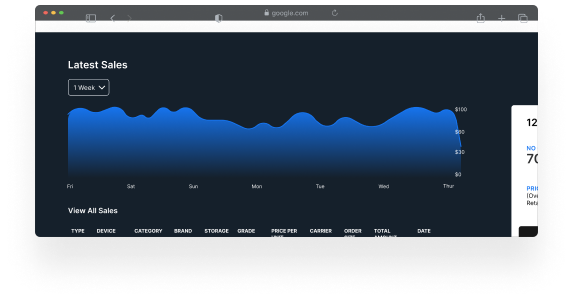 google.com
Latest Sales
1 Week
$100
$60
$30
$0
Fri Sat Sun Mon Tue Wed Thur
12
NO
70
PRI
(Ove
Reta
View All Sales
TYPE DEVICE CATEGORY BRAND STORAGE GRADE PRICE PER UNIT CARRIER ORDER SIZE TOTAL AMOUNT DATE